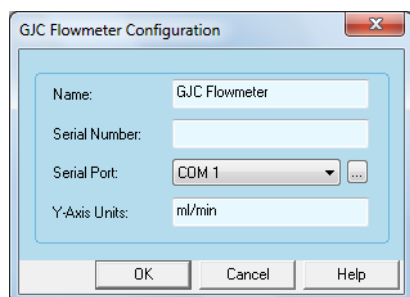 GJC Flowmeter Configuration
Name: GJC Flowmeter
Serial Number:
Serial Port: COM 1 ...
Y-Axis Units: ml/min
OK Cancel Help